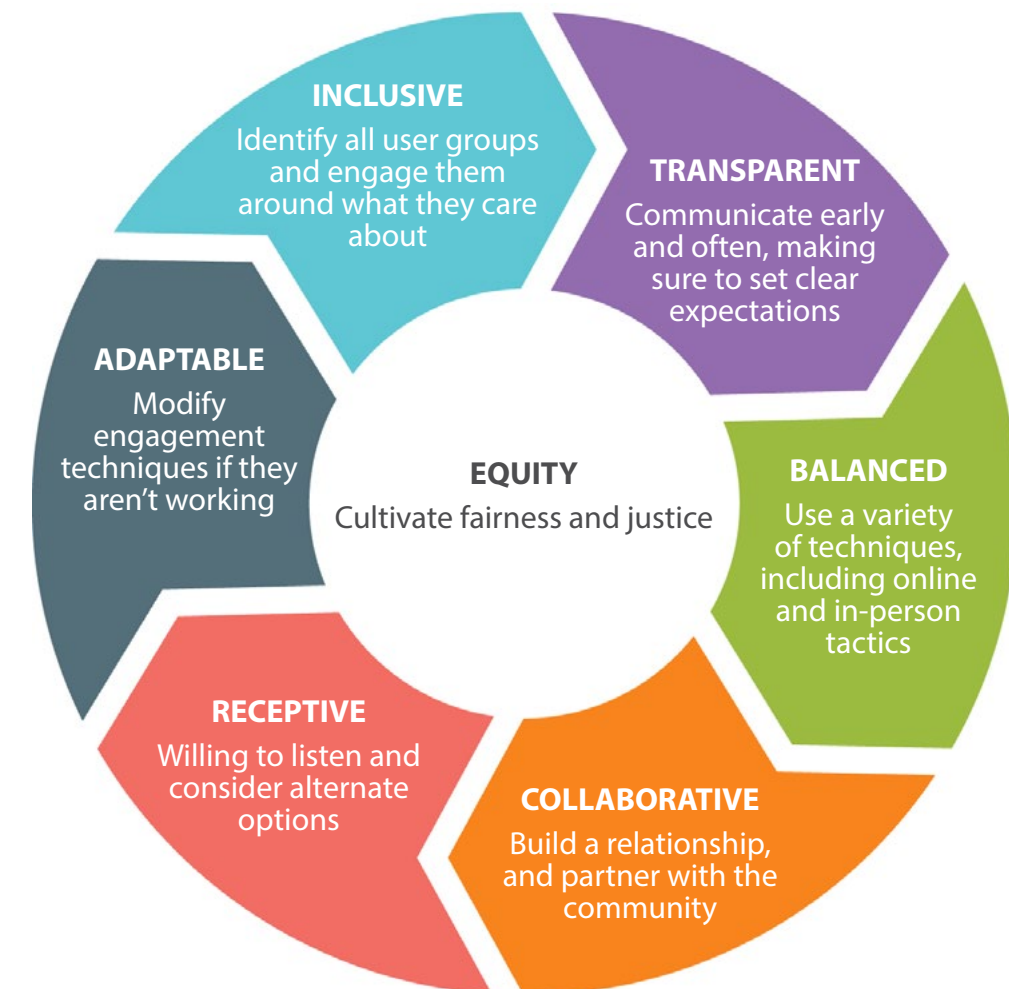 INCLUSIVE
Identify all user groups
and engage them
around what they care
about
TRANSPARENT
Communicate early
and often, making
sure to set clear
expectations
BALANCED
Use a variety
of techniques,
including online
and in-person
tactics
COLLABORATIVE
Build a relationship,
and partner with the
community
RECEPTIVE
Willing to listen and
consider alternate
options
ADAPTABLE
Modify
engagement
techniques if they
aren’t working
EQUITY
Cultivate fairness and justice